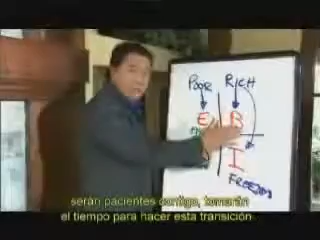 POOR RICH
E B
I
FREEDOM
serán pacientes contigo, tomarán
el tiempo para hacer esta transición